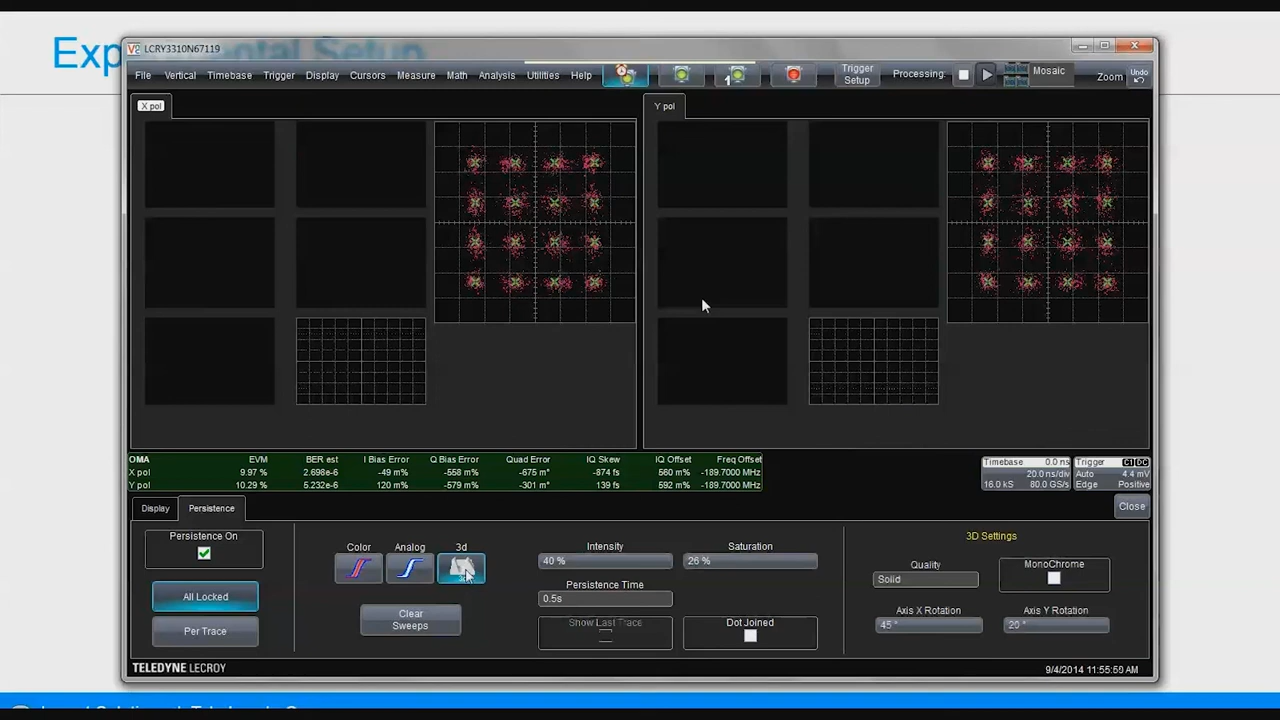 Exp
LCRY3310N67119
File Vertical Timebase Trigger Display Cursors Measure Math Analysis Utilities Help
1
Trigger Setup
Processing:
Mosaic
Zoom
Undo
X pol
Y pol
OMA EVM BER est I Bias Error Q Bias Error Quad Error IQ Skew IQ Offset Freq Offset
X pol 9.97 % 2.698e-6 -49 m% -558 m% -675 m° -874 fs 560 m% -189.7000 MHz
Y pol 10.29 % 5.232e-6 120 m% -579 m% -301 m° 139 fs 592 m% -189.7000 MHz
Timebase 0.0 ns
20.0 ns/div
16.0 kS 80.0 GS/s
Trigger C1 DC
Auto 4.4 mV
Edge Positive
Display Persistence
Close
Persistence On
All Locked
Per Trace
Color Analog 3d
Clear
Sweeps
Intensity
40 %
Saturation
26 %
Persistence Time
0.5s
Show Last Trace
Dot Joined
3D Settings
Quality
Solid
MonoChrome
Axis X Rotation
45 °
Axis Y Rotation
20 °
TELEDYNE LECROY
9/4/2014 11:55:59 AM